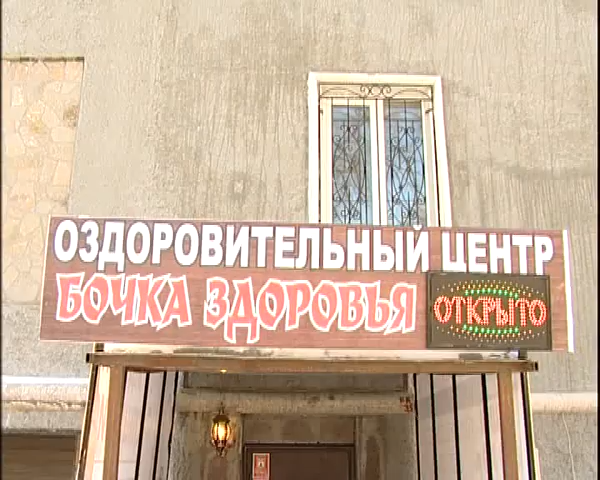 ОЗДОРОВИТЕЛЬНЫЙ ЦЕНТР
БОЧКА ЗДОРОВЬЯ
ОТКРЫТО